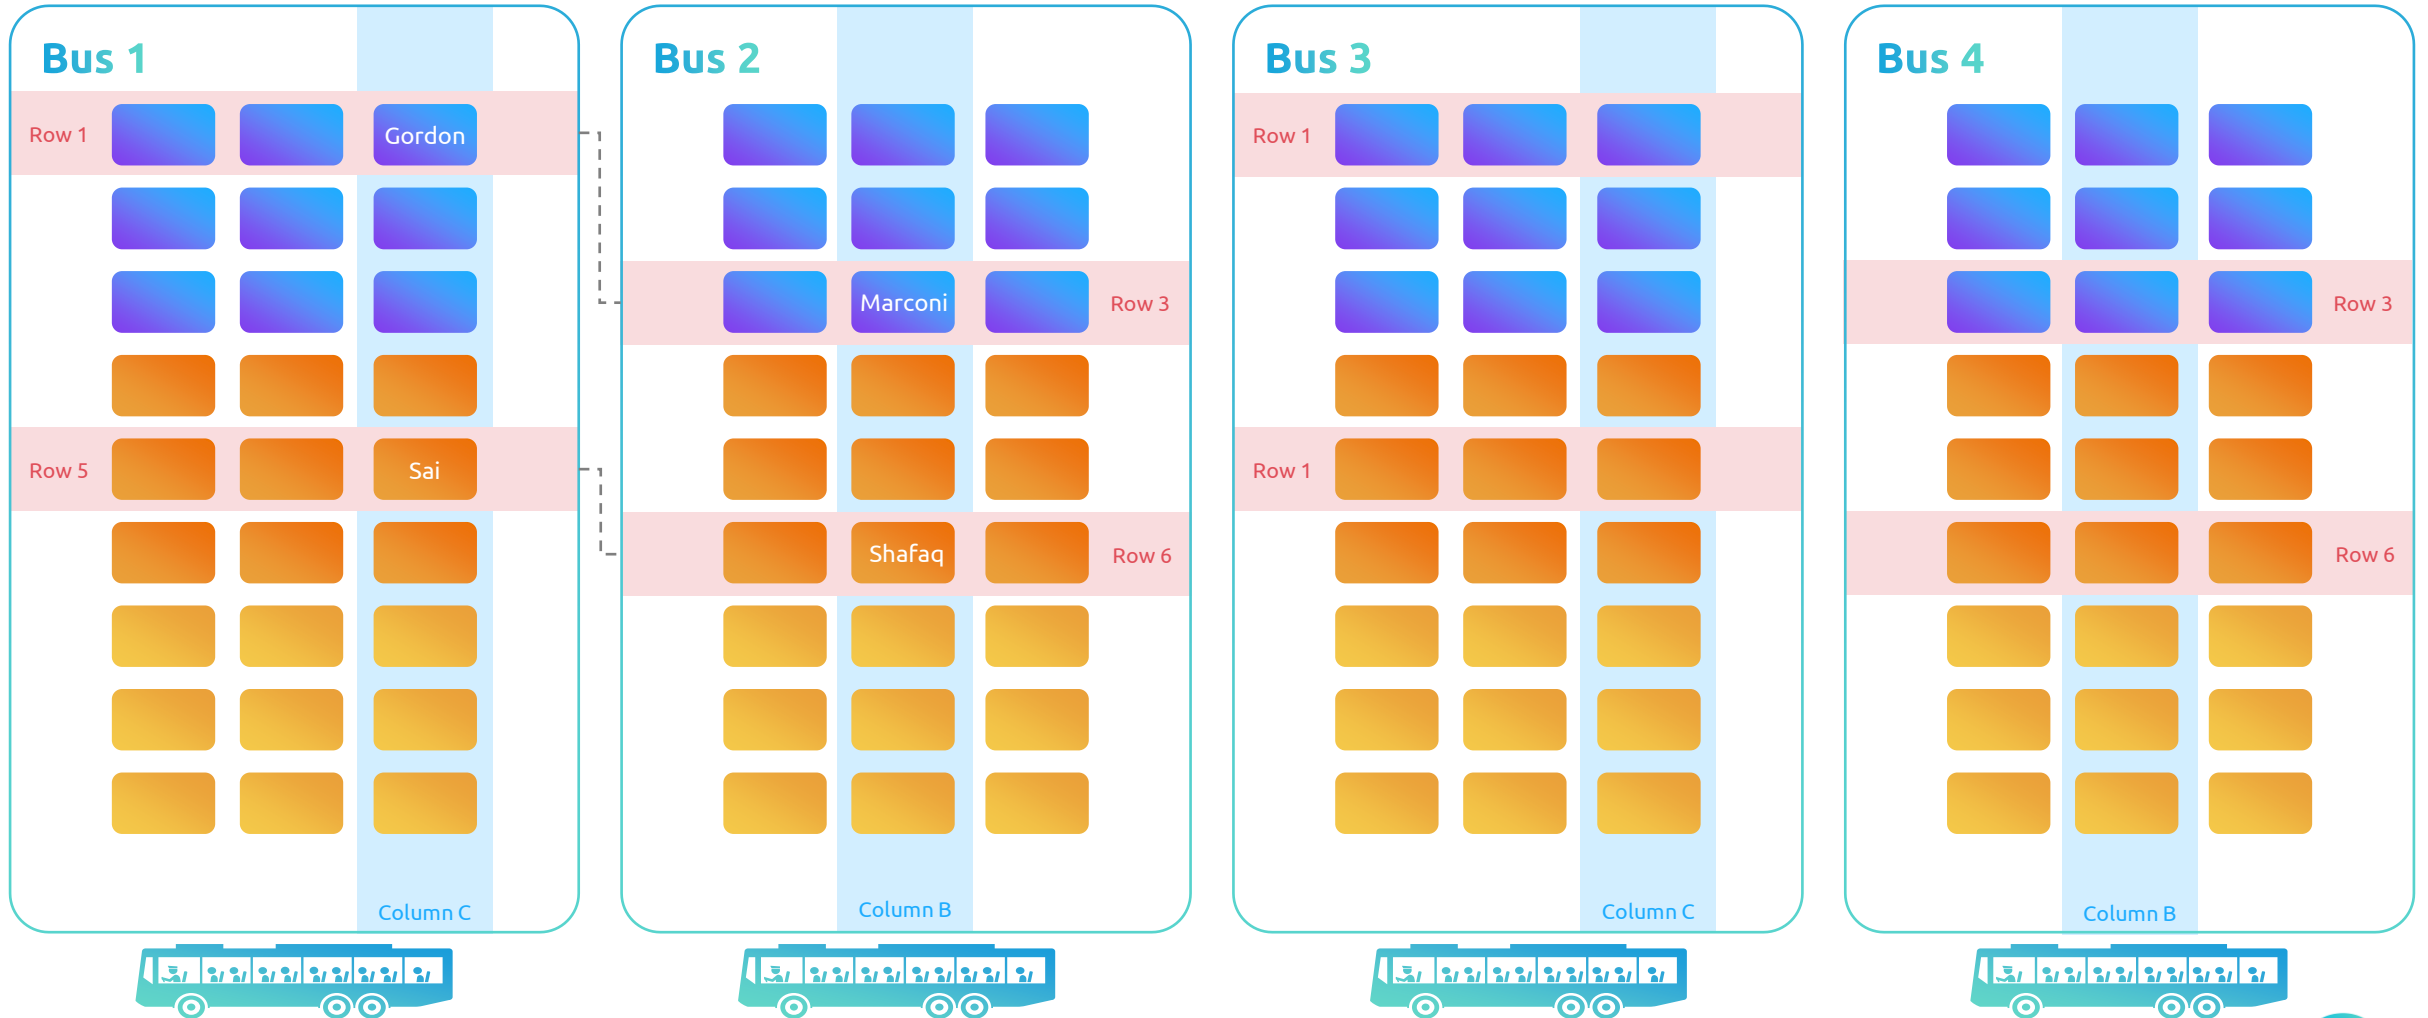 Bus 1
Row 1
Gordon
Row 5
Sai
Column C
Bus 2
Marconi
Row 3
Shafaq
Row 6
Column B
Bus 3
Row 1
Row 1
Column C
Bus 4
Row 3
Row 6
Column B